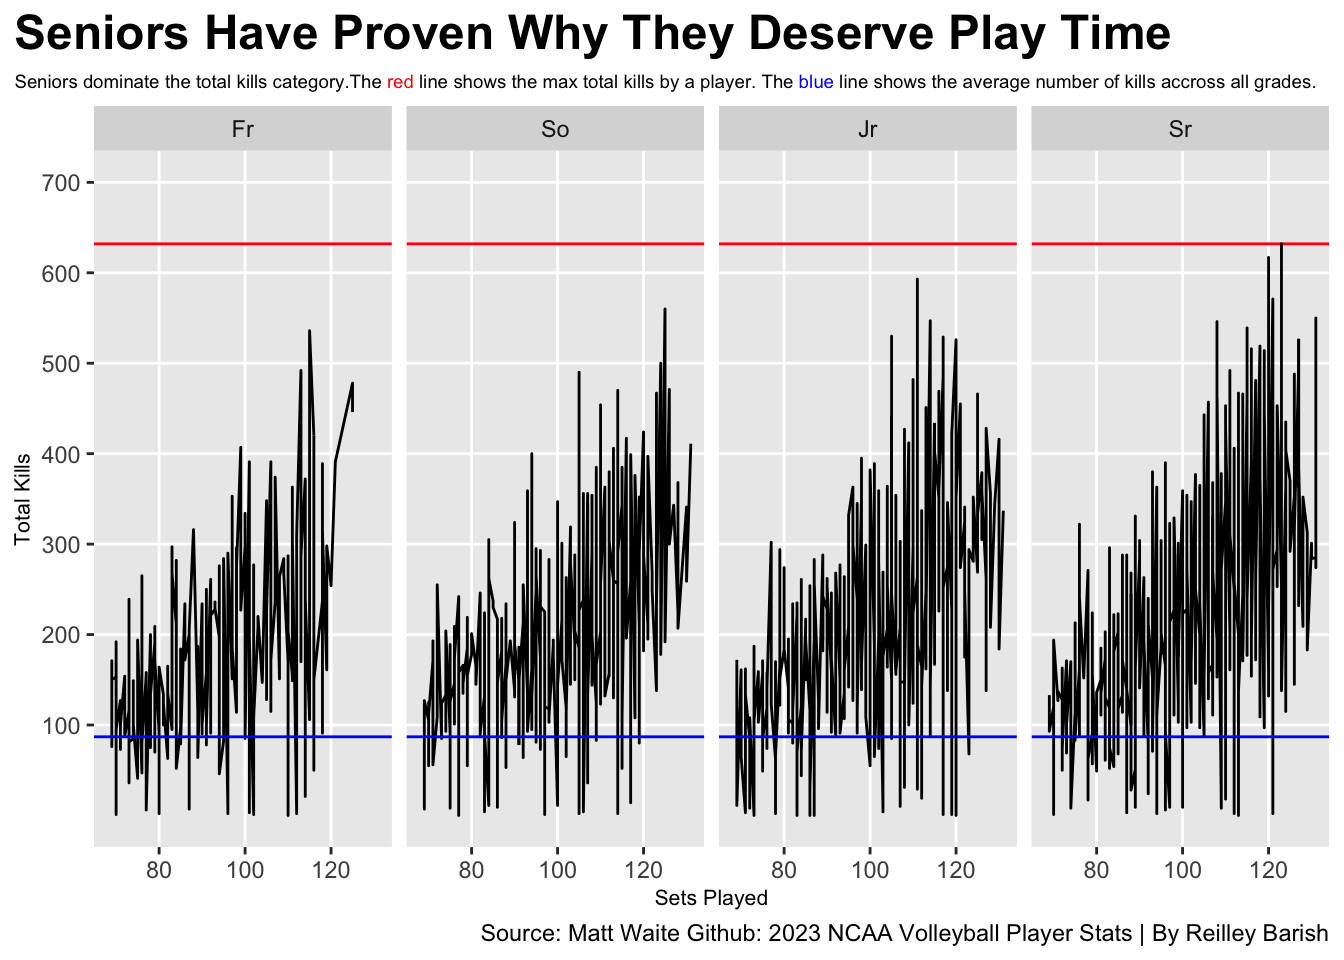 Seniors Have Proven Why They Deserve Play Time
Seniors dominate the total kills category.The red line shows the max total kills by a player. The blue line shows the average number of kills accross all grades.
Fr So Jr Sr
700
600
500
400
300
200
100
Total Kills
80 100 120 80 100 120 80 100 120 80 100 120
Sets Played
Source: Matt Waite Github: 2023 NCAA Volleyball Player Stats | By Reilley Barish